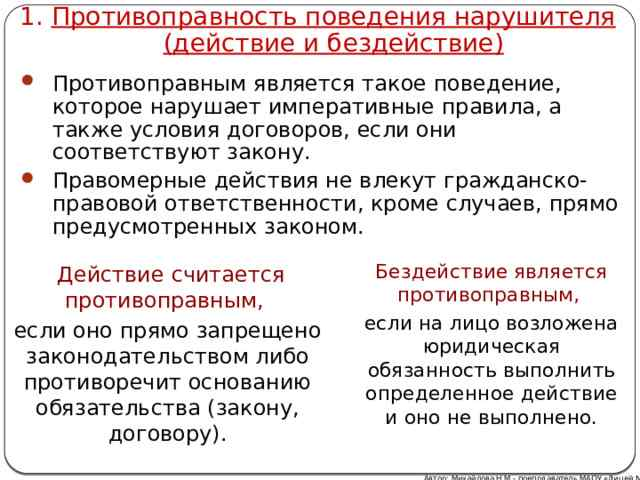 1. Противоправность поведения нарушителя
(действие и бездействие)
Противоправным является такое поведение,
которое нарушает императивные правила, а
также условия договоров, если они
соответствуют закону.
Правомерные действия не влекут гражданско-
правовой ответственности, кроме случаев, прямо
предусмотренных законом.
Действие считается
противоправным,
если оно прямо запрещено
законодательством либо
противоречит основанию
обязательства (закону,
договору).
Бездействие является
противоправным,
если на лицо возложена
юридическая
обязанность выполнить
определенное действие
и оно не выполнено.
Автор: Михайлова Н.М.- преподаватель МАОУ «Лицей